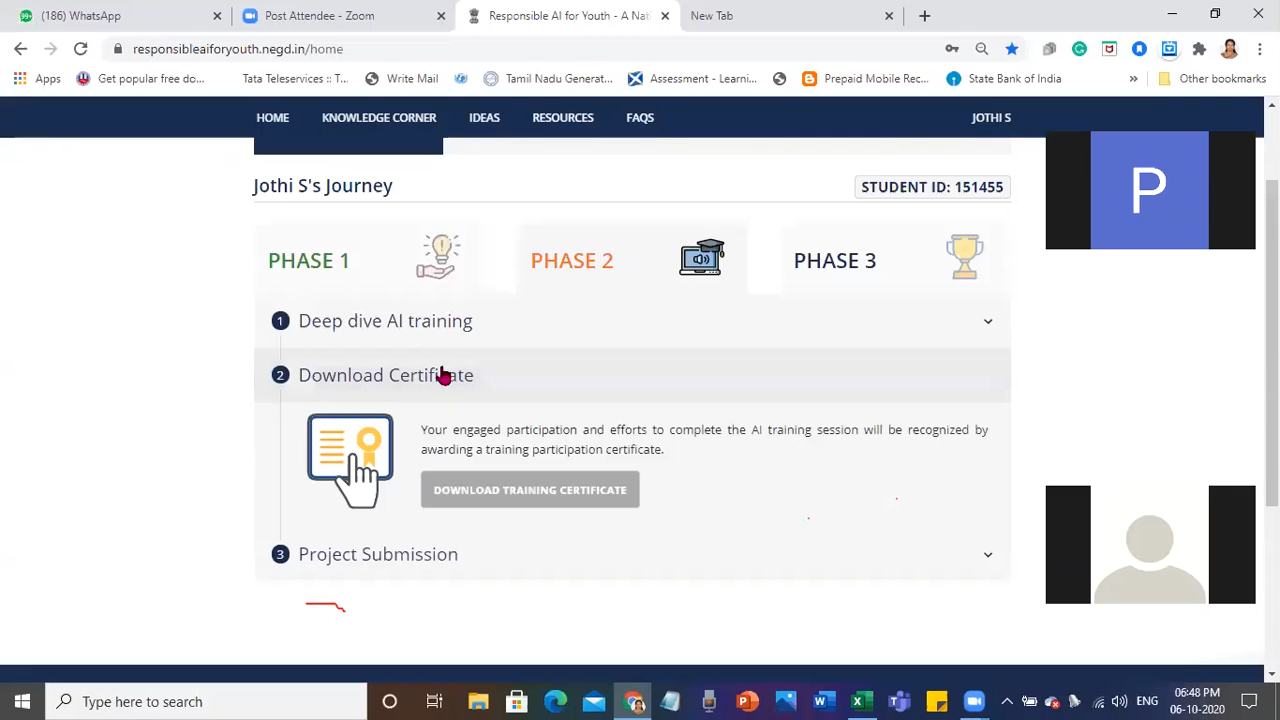 (186) WhatsApp
Post Attendee - Zoom
Responsible AI for Youth - A Nati
New Tab
responsibleaiforyouth.negd.in/home
Apps
Get popular free do...
Tata Teleservices :: T...
Write Mail
Tamil Nadu Generat...
Assessment - Learni...
Prepaid Mobile Rec...
State Bank of India
»
Other bookmarks
HOME
KNOWLEDGE CORNER
IDEAS
RESOURCES
FAQS
JOTHI S
Jothi S's Journey
STUDENT ID: 151455
PHASE 1
PHASE 2
PHASE 3
1 Deep dive AI training
2 Download Certificate
Your engaged participation and efforts to complete the AI training session will be recognized by
awarding a training participation certificate.
DOWNLOAD TRAINING CERTIFICATE
3 Project Submission
P
Type here to search
ENG
06:48 PM
06-10-2020